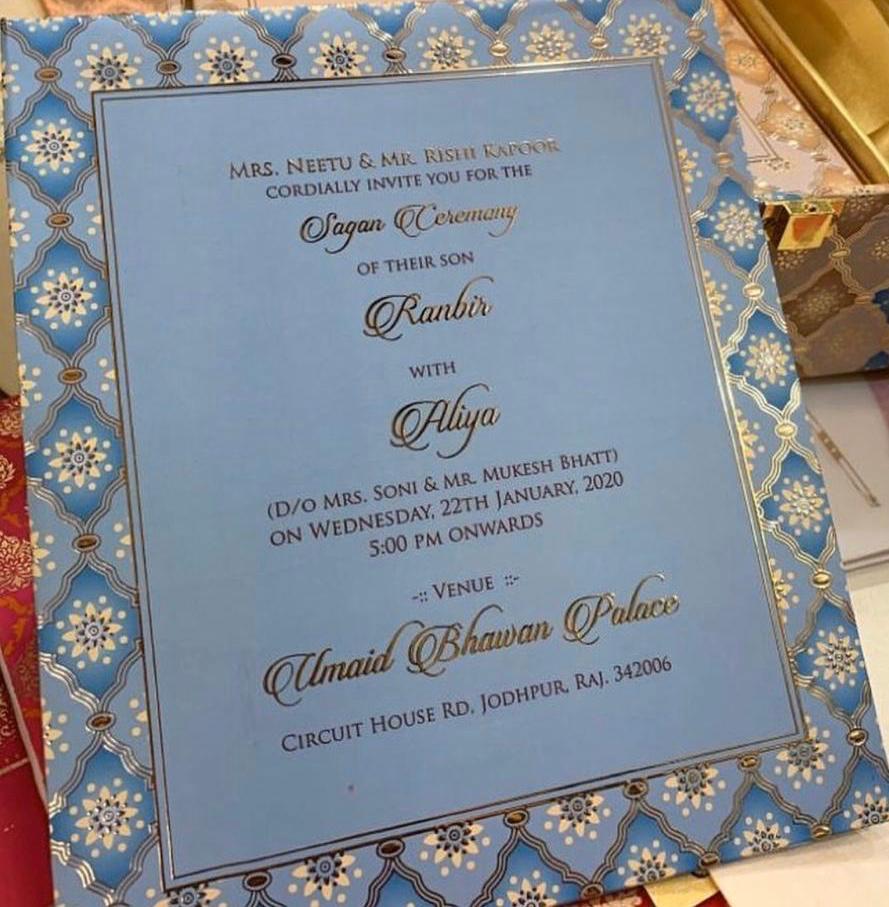 MRS. NEETU & MR. RISHI KAPOOR
CORDIALLY INVITE YOU FOR THE
Sagan Ceremany
OF THEIR SON
Ranbir
WITH
Aliya
(D/O MRS. SONI & MR. MUKESH BHATT)
ON WEDNESDAY, 22TH JANUARY, 2020
5:00 PM ONWARDS
-:: VENUE ::-
Umaid Bhawan Palace
CIRCUIT HOUSE RD, JODHPUR, RAJ. 342006